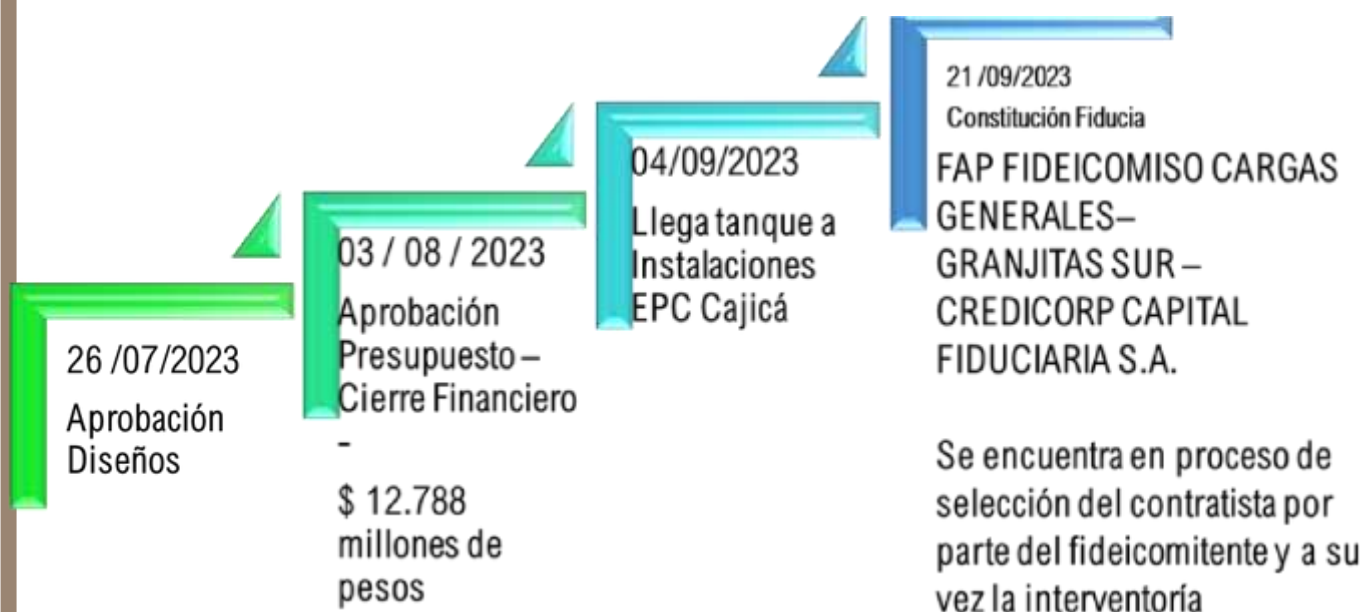 26 /07/2023
Aprobación
Diseños
03 / 08 / 2023
Aprobación
Presupuesto –
Cierre Financiero
-
$ 12.788
millones de
pesos
04/09/2023
Llega tanque a
Instalaciones
EPC Cajicá
21 /09/2023
Constitución Fiducia
FAP FIDEICOMISO CARGAS
GENERALES–
GRANJITAS SUR –
CREDICORP CAPITAL
FIDUCIARIA S.A.
Se encuentra en proceso de
selección del contratista por
parte del fideicomitente y a su
vez la interventoría